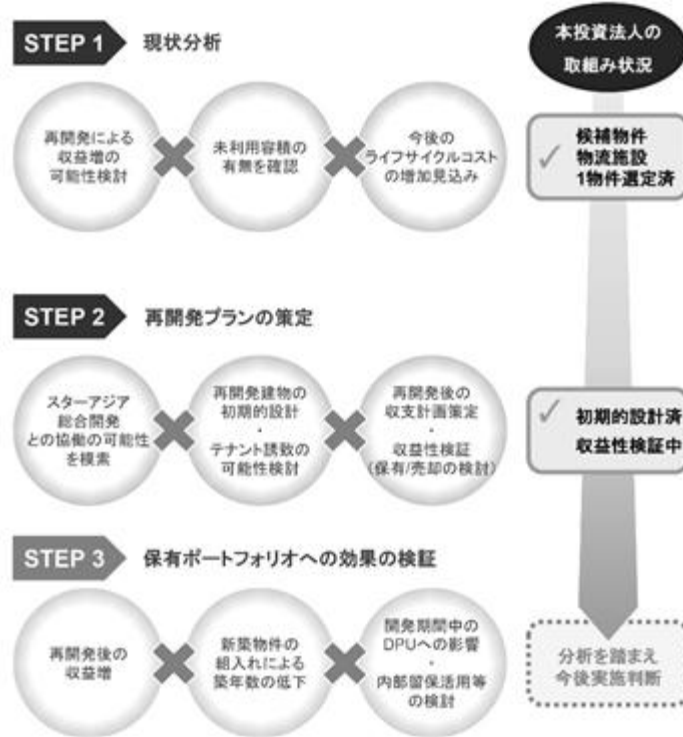 STEP 1
現状分析
再開発による
収益増の
可能性検討
未利用容積の
有無を確認
今後の
ライフサイクルコスト
の増加見込み
本投資法人の
取組み状況
候補物件
物流施設
1物件選定済
STEP 2
再開発プランの策定
スターアジア
総合開発
との協働の可能性
を模索
再開発建物の
初期的設計
・
テナント誘致の
可能性検討
再開発後の
収支計画策定
・
収益性検証
(保有/売却の検討)
初期的設計済
収益性検証中
STEP 3
保有ポートフォリオへの効果の検証
再開発後の
収益増
新築物件の
組入れによる
築年数の低下
開発期間中の
DPUへの影響
・
内部留保活用等
の検討
分析を踏まえ
今後実施判断